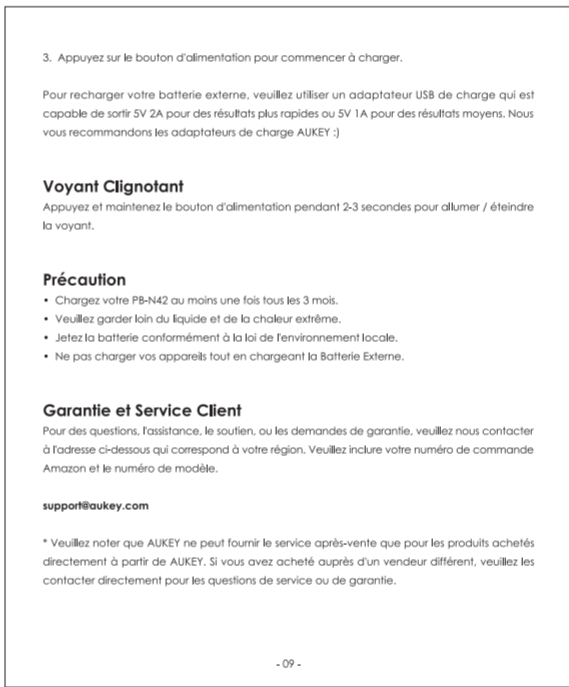 3. Appuyez sur le bouton d'alimentation pour commencer à charger.
Pour recharger votre batterie externe, veuillez utiliser un adaptateur USB de charge qui est
capable de sortir 5V 2A pour des résultats plus rapides ou 5V 1A pour des résultats moyens. Nous
vous recommandons les adaptateurs de charge AUKEY :)
Voyant Clignotant
Appuyez et maintenez le bouton d'alimentation pendant 2-3 secondes pour allumer / éteindre
la voyant.
Précaution
• Chargez votre PB-N42 au moins une fois tous les 3 mois.
• Veuillez garder loin du liquide et de la chaleur extrême.
• Jetez la batterie conformément à la loi de l'environnement locale.
• Ne pas charger vos appareils tout en chargeant la Batterie Externe.
Garantie et Service Client
Pour des questions, l'assistance, le soutien, ou les demandes de garantie, veuillez nous contacter
à l'adresse ci-dessous qui correspond à votre région. Veuillez inclure votre numéro de commande
Amazon et le numéro de modèle.
support@aukey.com
* Veuillez noter que AUKEY ne peut fournir le service après-vente que pour les produits achetés
directement à partir de AUKEY. Si vous avez acheté auprès d'un vendeur différent, veuillez les
contacter directement pour les questions de service ou de garantie.
- 09 -